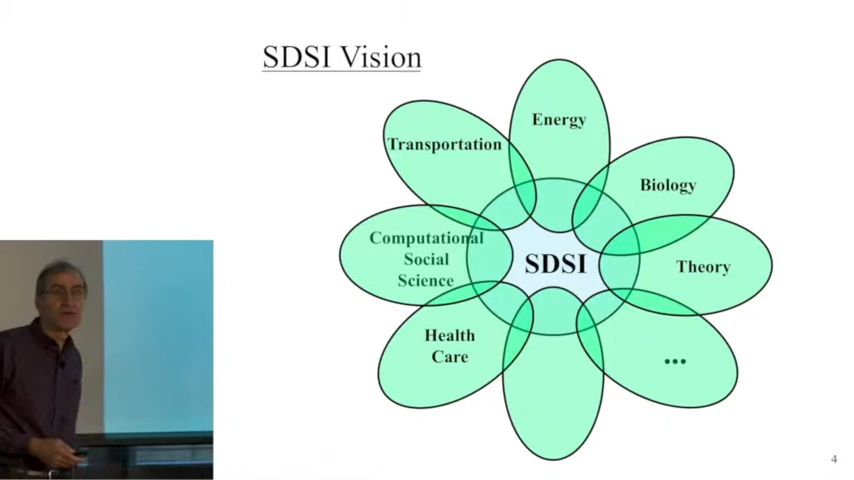 SDSI Vision
Energy
Transportation
Biology
Computational
Social
Science
SDSI
Theory
Health
Care
...
4